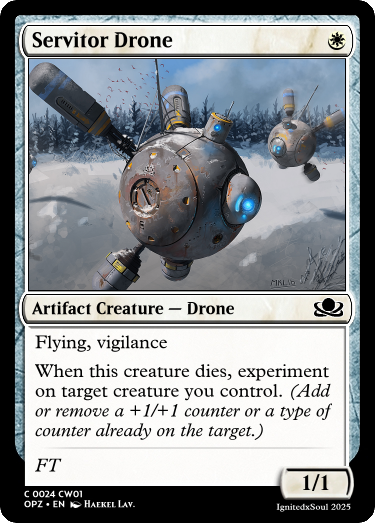 Servitor Drone
Artifact Creature — Drone
Flying, vigilance
When this creature dies, experiment
on target creature you control. (Add
or remove a +1/+1 counter or a type of
counter already on the target.)
FT
1/1
C 0024 CW01
OPZ • EN Haekel Lav.
IgnitedxSoul 2025